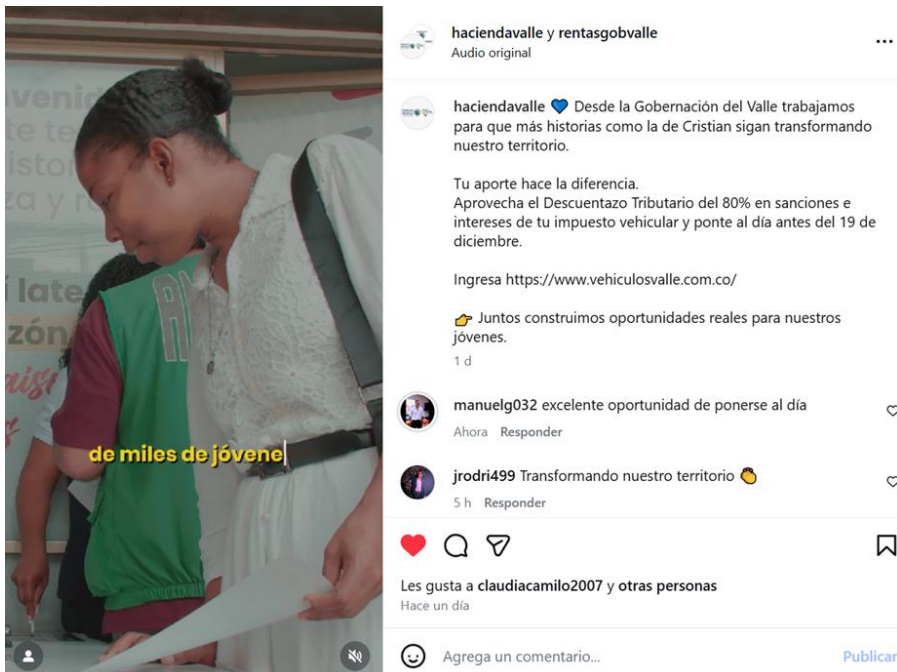 de miles de jóvene
haciendavalle y rentasgobvalle
Audio original
haciendavalle 💙 Desde la Gobernación del Valle trabajamos
para que más historias como la de Cristian sigan transformando
nuestro territorio.
Tu aporte hace la diferencia.
Aprovecha el Descuentazo Tributario del 80% en sanciones e
intereses de tu impuesto vehicular y ponte al día antes del 19 de
diciembre.
Ingresa https://www.vehiculosvalle.com.co/
👉 Juntos construimos oportunidades reales para nuestros
jóvenes.
1 d
manuelg032 excelente oportunidad de ponerse al día
Ahora Responder
jrodri499 Transformando nuestro territorio 👏
5 h Responder
Les gusta a claudiacamilo2007 y otras personas
Hace un día
Agrega un comentario...
Publicar